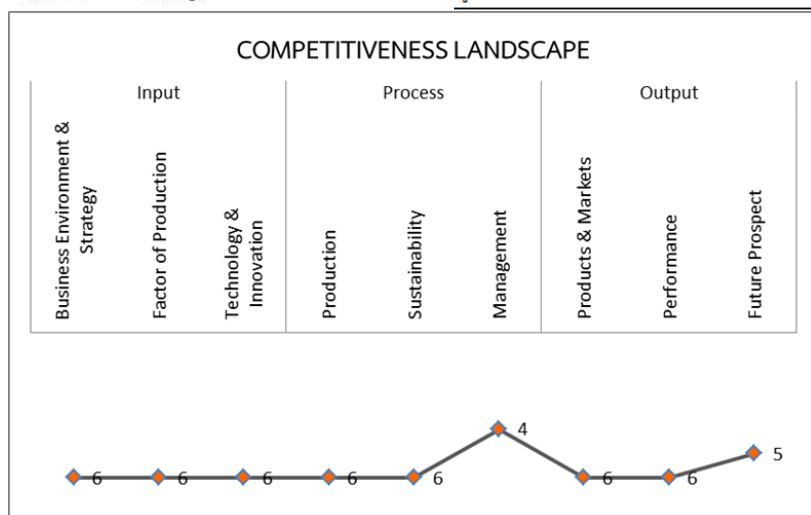 COMPETITIVENESS LANDSCAPE
Input
Process
Output
Business Environment &
Strategy
Factor of Production
Technology &
Innovation
Production
Sustainability
Management
Products & Markets
Performance
Future Prospect
6
6
6
6
6
4
6
6
5